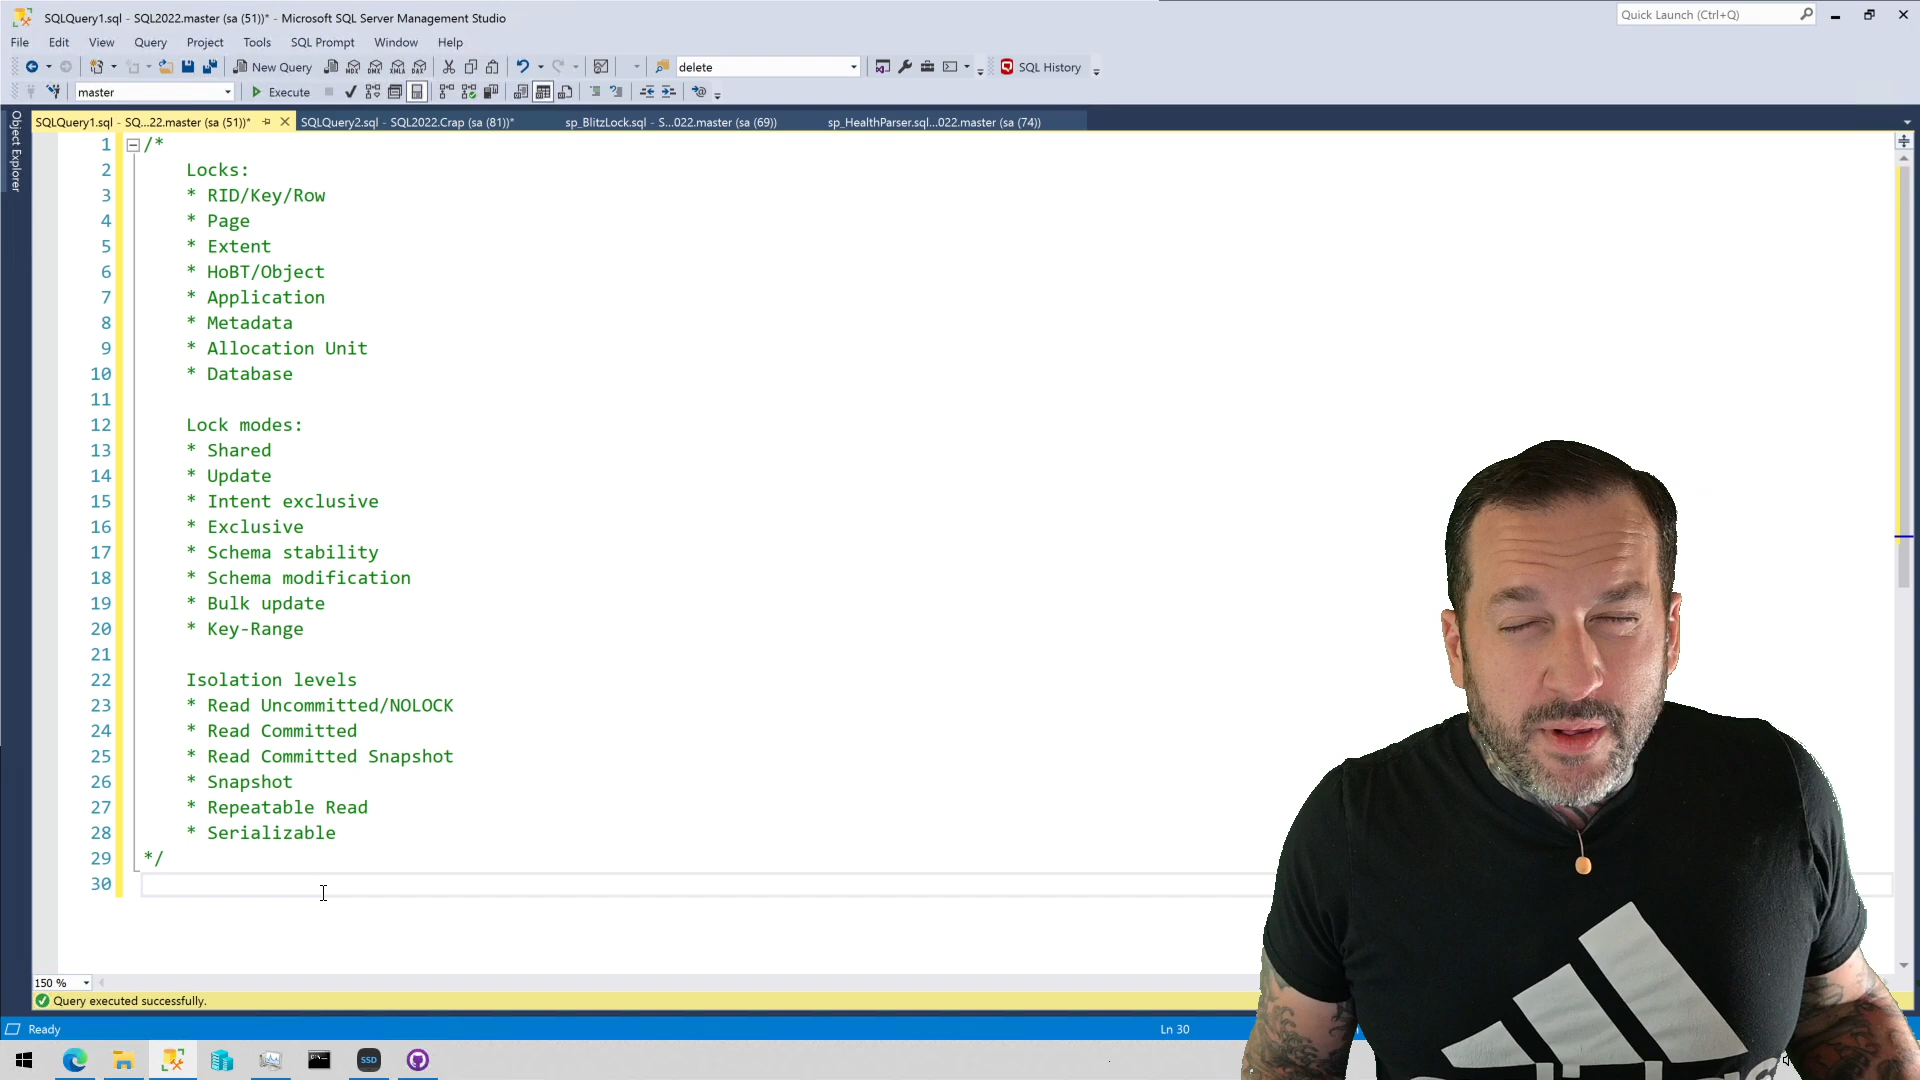 SQLQuery1.sql - SQL2022.master (sa (51))* - Microsoft SQL Server Management Studio
Quick Launch (Ctrl+Q)
File Edit View Query Project Tools SQL Prompt Window Help
New Query
MDX DMX XMLA DAX
delete
SQL History
master
Execute
SQLQuery1.sql - SQ...22.master (sa (51))*
SQLQuery2.sql - SQL2022.Crap (sa (81))*
sp_BlitzLock.sql - S...022.master (sa (69))
sp_HealthParser.sql...022.master (sa (74))
Object Explorer
1 /*
2 Locks:
3 * RID/Key/Row
4 * Page
5 * Extent
6 * HoBT/Object
7 * Application
8 * Metadata
9 * Allocation Unit
10 * Database
11
12 Lock modes:
13 * Shared
14 * Update
15 * Intent exclusive
16 * Exclusive
17 * Schema stability
18 * Schema modification
19 * Bulk update
20 * Key-Range
21
22 Isolation levels
23 * Read Uncommitted/NOLOCK
24 * Read Committed
25 * Read Committed Snapshot
26 * Snapshot
27 * Repeatable Read
28 * Serializable
29 */
30
150 %
Query executed successfully.
Ready
Ln 30
SSD